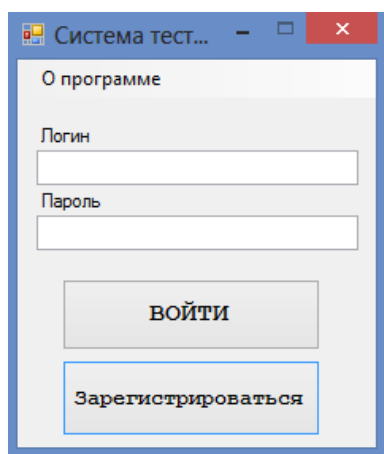 Система тест...
О программе
Логин
Пароль
ВОЙТИ
Зарегистрироваться